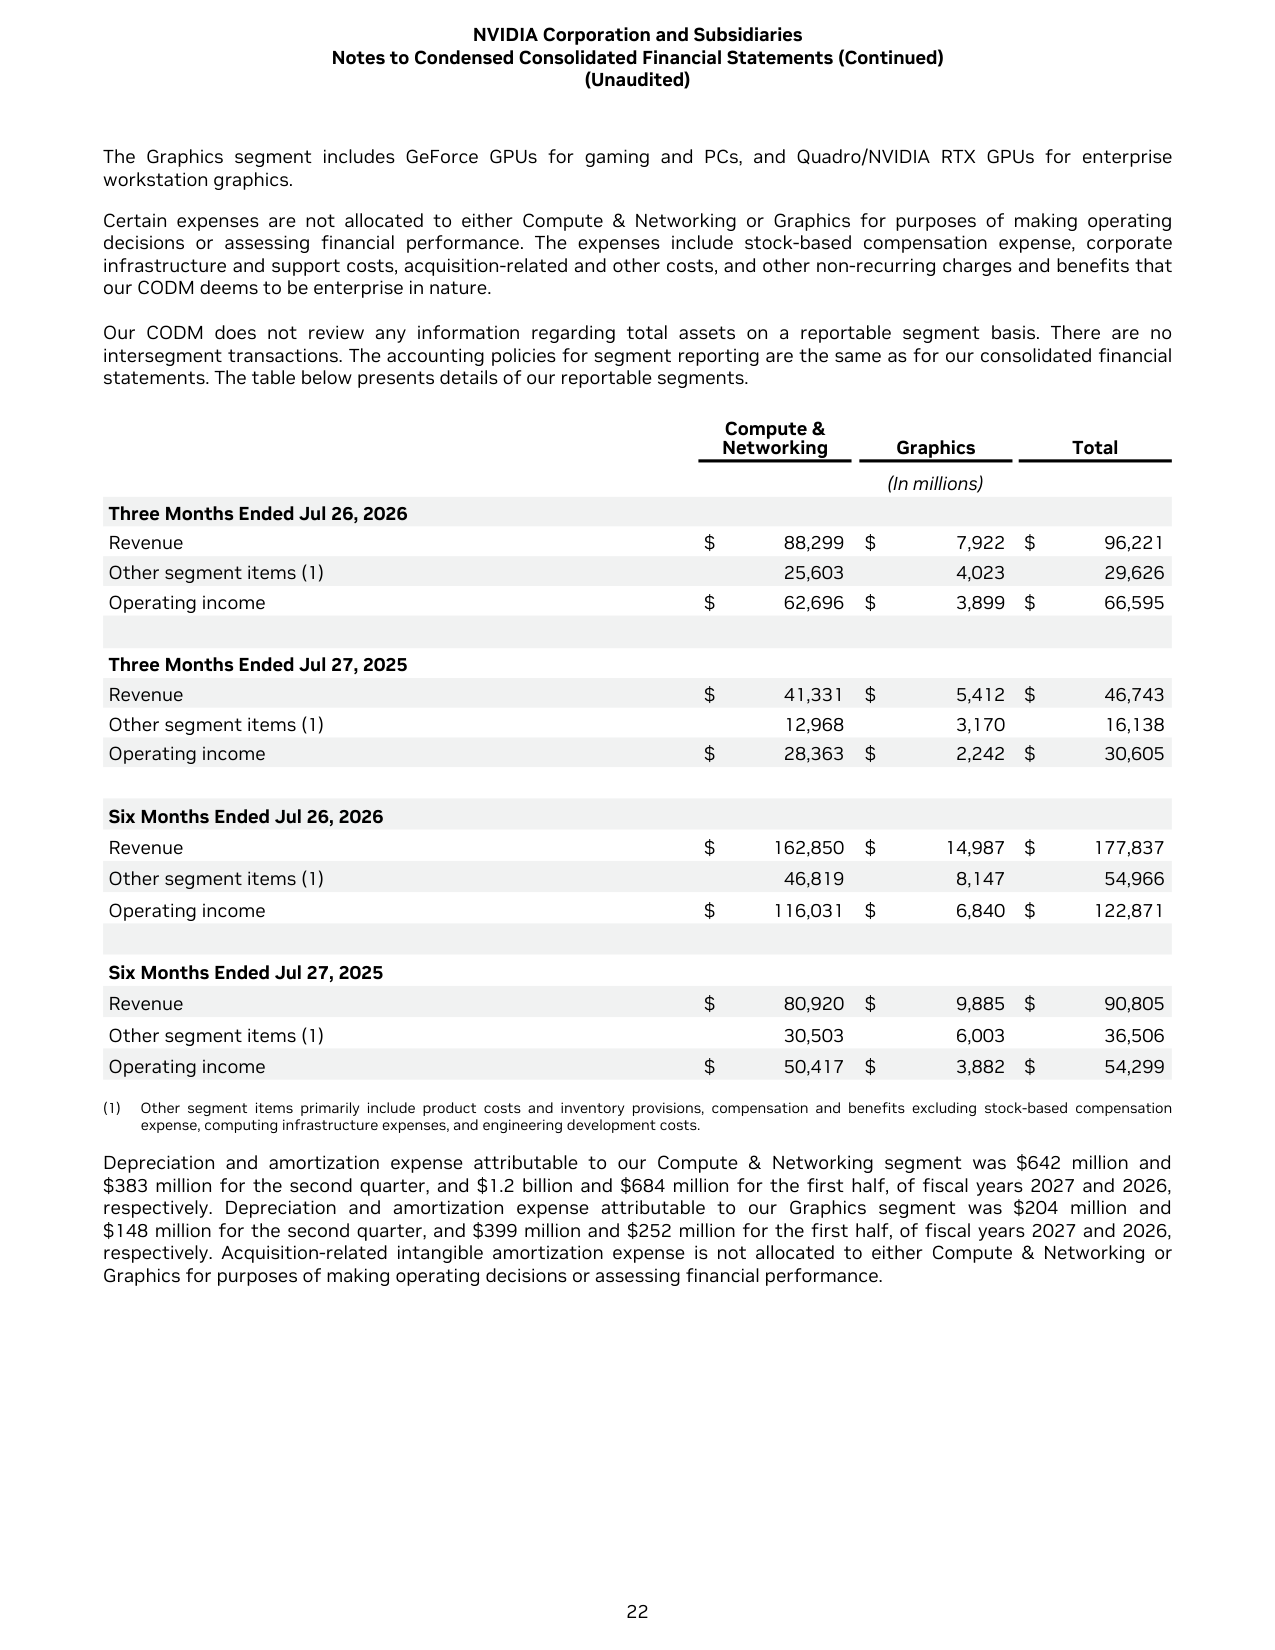 NVIDIA Corporation and Subsidiaries
Notes to Condensed Consolidated Financial Statements (Continued)
(Unaudited)
The Graphics segment includes GeForce GPUs for gaming and PCs, and Quadro/NVIDIA RTX GPUs for enterprise
workstation graphics.
Certain expenses are not allocated to either Compute & Networking or Graphics for purposes of making operating
decisions or assessing financial performance. The expenses include stock-based compensation expense, corporate
infrastructure and support costs, acquisition-related and other costs, and other non-recurring charges and benefits that
our CODM deems to be enterprise in nature.
Our CODM does not review any information regarding total assets on a reportable segment basis. There are no
intersegment transactions. The accounting policies for segment reporting are the same as for our consolidated financial
statements. The table below presents details of our reportable segments.
Compute &
Networking Graphics Total
(In millions)
Three Months Ended Jul 26, 2026
Revenue $ 88,299 $ 7,922 $ 96,221
Other segment items (1) 25,603 4,023 29,626
Operating income $ 62,696 $ 3,899 $ 66,595
Three Months Ended Jul 27, 2025
Revenue $ 41,331 $ 5,412 $ 46,743
Other segment items (1) 12,968 3,170 16,138
Operating income $ 28,363 $ 2,242 $ 30,605
Six Months Ended Jul 26, 2026
Revenue $ 162,850 $ 14,987 $ 177,837
Other segment items (1) 46,819 8,147 54,966
Operating income $ 116,031 $ 6,840 $ 122,871
Six Months Ended Jul 27, 2025
Revenue $ 80,920 $ 9,885 $ 90,805
Other segment items (1) 30,503 6,003 36,506
Operating income $ 50,417 $ 3,882 $ 54,299
(1) Other segment items primarily include product costs and inventory provisions, compensation and benefits excluding stock-based compensation
expense, computing infrastructure expenses, and engineering development costs.
Depreciation and amortization expense attributable to our Compute & Networking segment was $642 million and
$383 million for the second quarter, and $1.2 billion and $684 million for the first half, of fiscal years 2027 and 2026,
respectively. Depreciation and amortization expense attributable to our Graphics segment was $204 million and
$148 million for the second quarter, and $399 million and $252 million for the first half, of fiscal years 2027 and 2026,
respectively. Acquisition-related intangible amortization expense is not allocated to either Compute & Networking or
Graphics for purposes of making operating decisions or assessing financial performance.
22